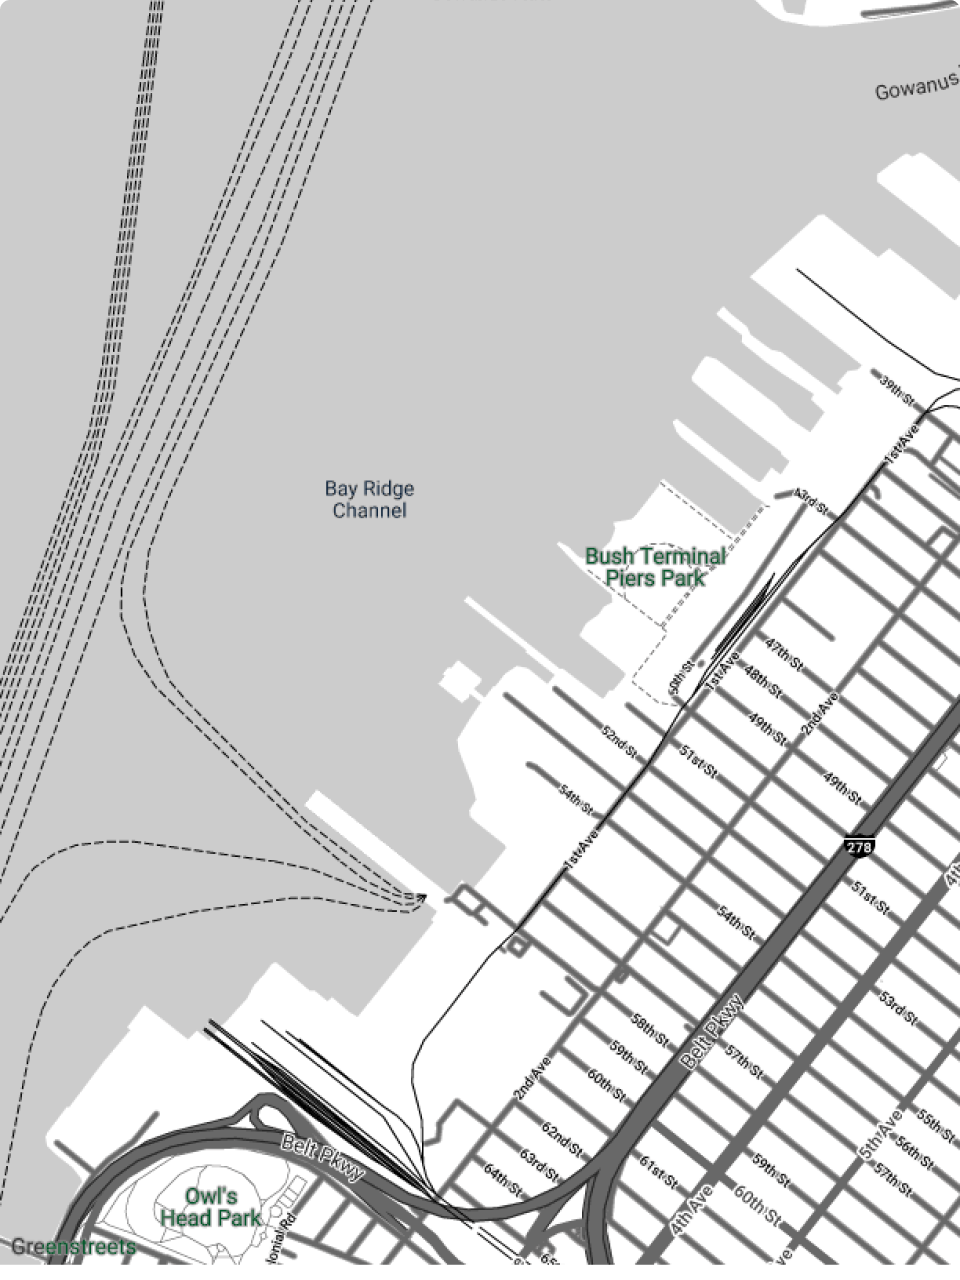 Gowanus
39th St
1st Ave
43rd St
Bay Ridge
Channel
Bush Terminal
Piers Park
47th St
48th St
1st Ave
49th St
2nd Ave
52nd St
51st St
49th St
54th St
278
1st Ave
4th
51st St
54th St
53rd St
58th St
Belt Pkwy
59th St
57th St
2nd Ave
60th St
55th St
5th Ave
62nd St
56th St
Belt Pkwy
63rd St
61st St
59th St
57th St
64th St
Owl's
Head Park
4th Ave
60th St
Greenstreets